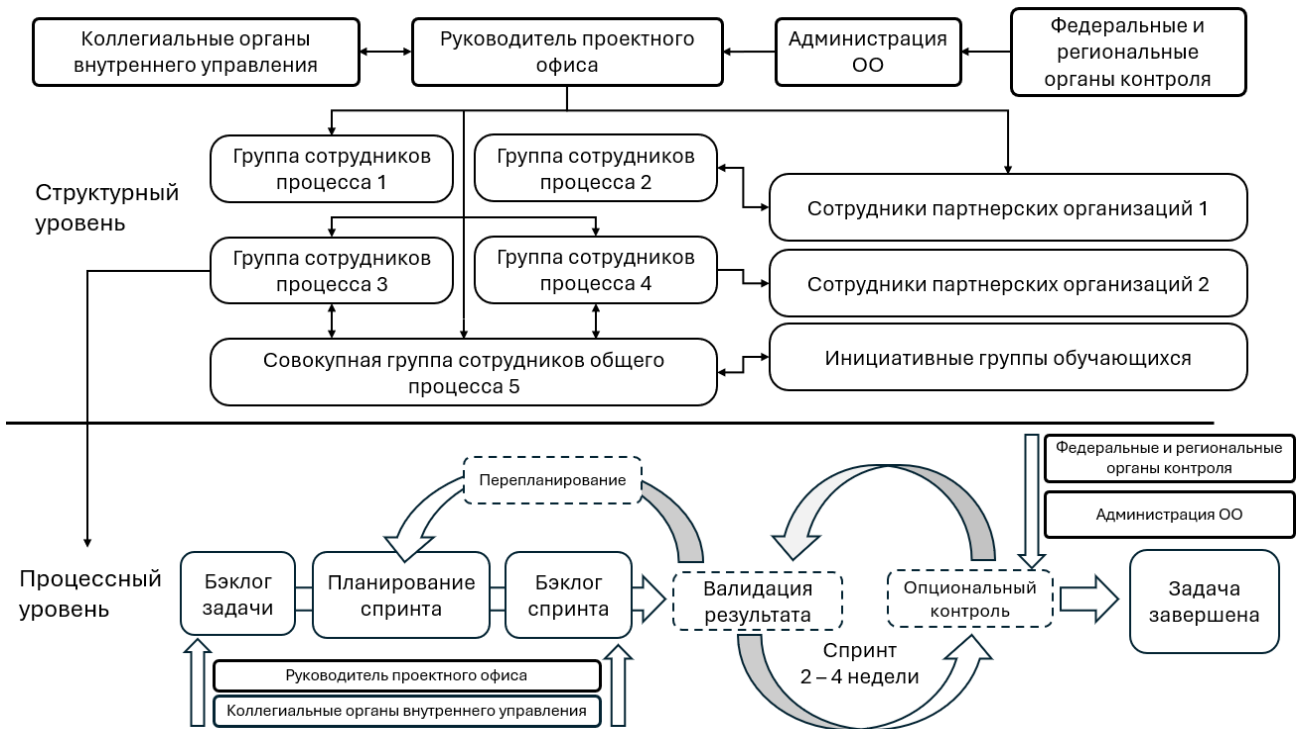 Коллегиальные органы
внутреннего управления
Руководитель проектного
офиса
Администрация
ОО
Федеральные и
региональные
органы контроля
Структурный
уровень
Группа сотрудников
процесса 1
Группа сотрудников
процесса 2
Сотрудники партнерских организаций 1
Группа сотрудников
процесса 3
Группа сотрудников
процесса 4
Сотрудники партнерских организаций 2
Совокупная группа сотрудников общего
процесса 5
Инициативные группы обучающихся
Федеральные и региональные
органы контроля
Администрация ОО
Перепланирование
Процессный
уровень
Бэклог
задачи
Планирование
спринта
Бэклог
спринта
Валидация
результата
Опциональный
контроль
Задача
завершена
Спринт
2 – 4 недели
Руководитель проектного офиса
Коллегиальные органы внутреннего управления